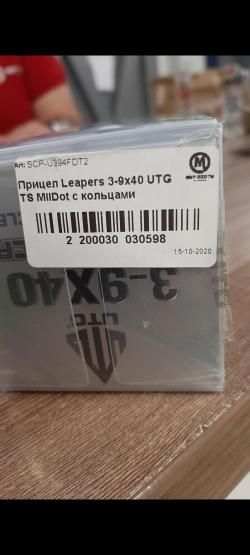 Art: SCP-U394FDT2
Прицел Leapers 3-9x40 UTG
TS MilDot с кольцами
2 200030 030598
15-10-2020
3-9X40
UTG